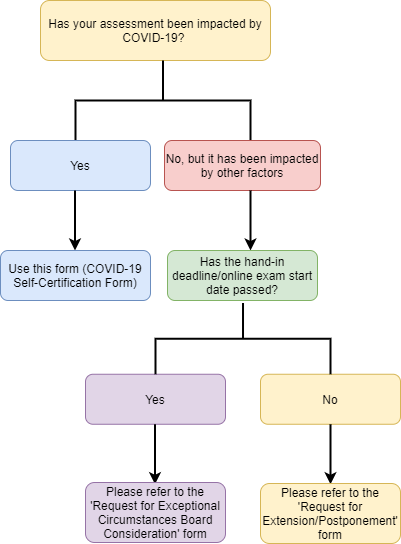 Has your assessment been impacted by
COVID-19?
Yes
No, but it has been impacted
by other factors
Use this form (COVID-19
Self-Certification Form)
Has the hand-in
deadline/online exam start
date passed?
Yes
No
Please refer to the
'Request for Exceptional
Circumstances Board
Consideration' form
Please refer to the
'Request for
Extension/Postponement'
form